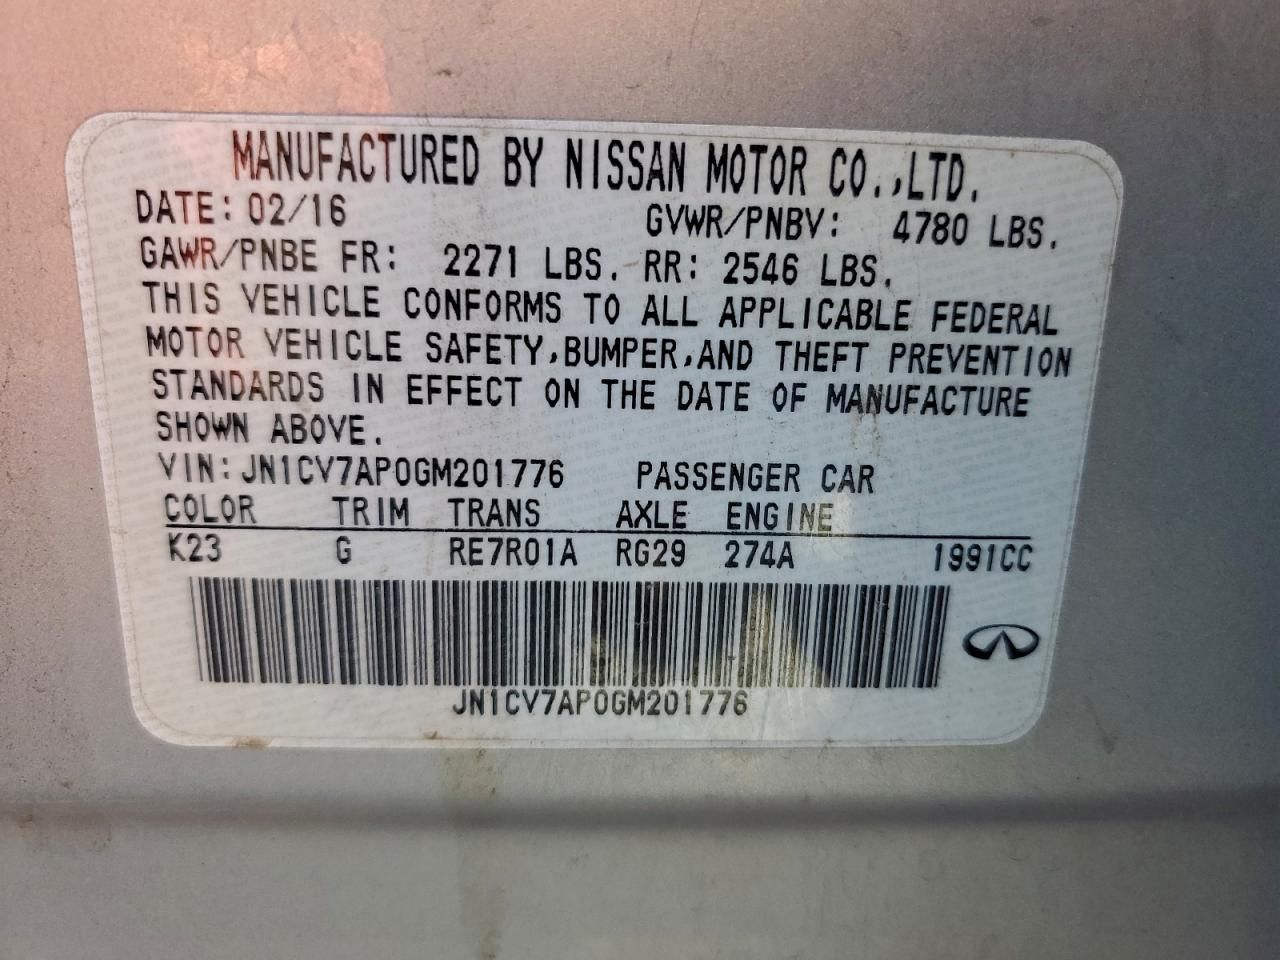 MANUFACTURED BY NISSAN MOTOR CO.,LTD.
DATE: 02/16 GVWR/PNBV: 4780 LBS.
GAWR/PNBE FR: 2271 LBS. RR: 2546 LBS.
THIS VEHICLE CONFORMS TO ALL APPLICABLE FEDERAL
MOTOR VEHICLE SAFETY,BUMPER,AND THEFT PREVENTION
STANDARDS IN EFFECT ON THE DATE OF MANUFACTURE
SHOWN ABOVE.
VIN:JN1CV7AP0GM201776 PASSENGER CAR
COLOR TRIM TRANS AXLE ENGINE
K23 G RE7R01A RG29 274A 1991CC
JN1CV7AP0GM201776